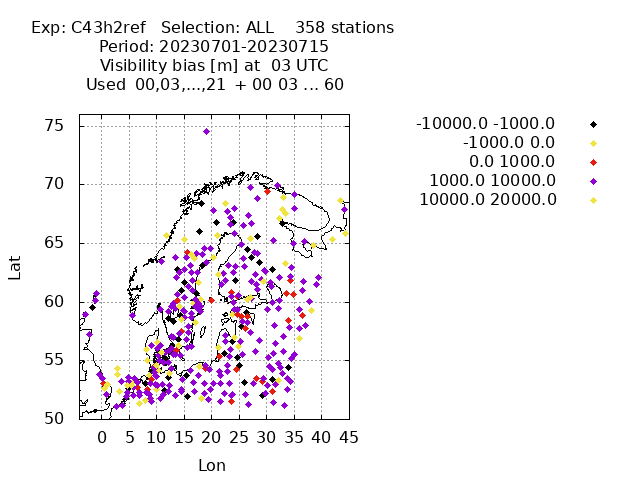 Exp: C43h2ref   Selection: ALL    358 stations
Period: 20230701-20230715
Visibility bias [m] at  03 UTC
Used  00,03,...,21  + 00 03 ... 60
-10000.0 -1000.0
-1000.0 0.0
0.0 1000.0
1000.0 10000.0
10000.0 20000.0
75
70
65
60
55
50
Lat
0 5 10 15 20 25 30 35 40 45
Lon